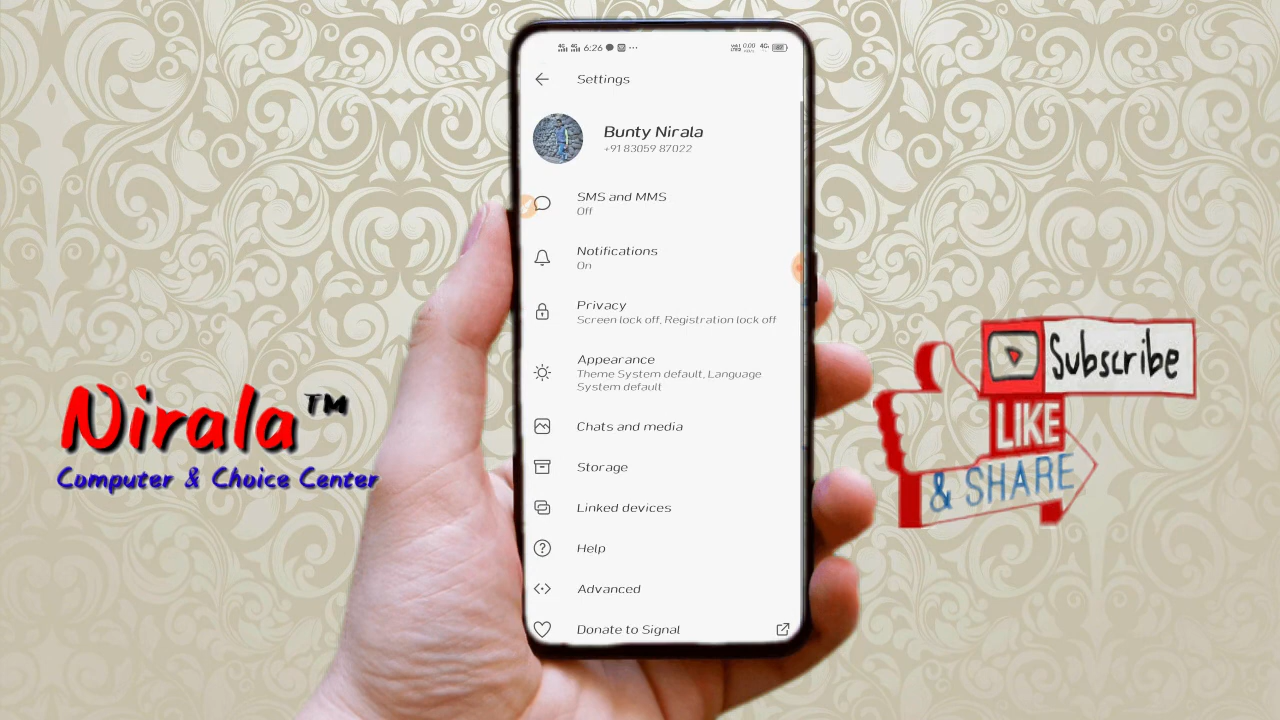 6:26
Settings
Bunty Nirala
+91 83059 87022
SMS and MMS
Off
Notifications
On
Privacy
Screen lock off, Registration lock off
Appearance
Theme System default, Language
System default
Chats and media
Storage
Linked devices
Help
Advanced
Donate to Signal
Nirala™
Computer & Choice Center
Subscribe
LIKE
& SHARE